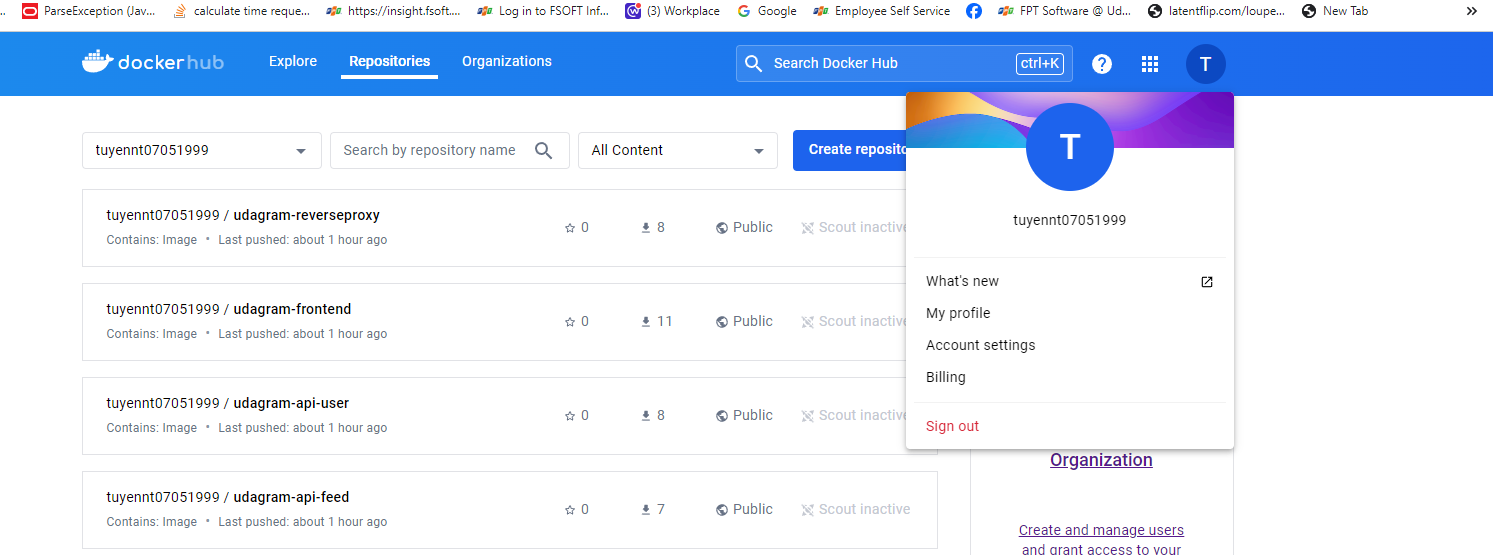 .. ParseException (Jav... calculate time reque... https://insight.fsoft.... Log in to FSOFT Inf... (3) Workplace Google Employee Self Service FPT Software @ Ud... latentflip.com/loupe... New Tab »
docker hub Explore Repositories Organizations Search Docker Hub ctrl+K ? T
tuyennt07051999 Search by repository name All Content Create reposito
tuyennt07051999 / udagram-reverseproxy
Contains: Image • Last pushed: about 1 hour ago
0 8 Public Scout inactive
tuyennt07051999 / udagram-frontend
Contains: Image • Last pushed: about 1 hour ago
0 11 Public Scout inactive
tuyennt07051999 / udagram-api-user
Contains: Image • Last pushed: about 1 hour ago
0 8 Public Scout inactive
tuyennt07051999 / udagram-api-feed
Contains: Image • Last pushed: about 1 hour ago
0 7 Public Scout inactive
T
tuyennt07051999
What's new
My profile
Account settings
Billing
Sign out
Organization
Create and manage users
and grant access to your